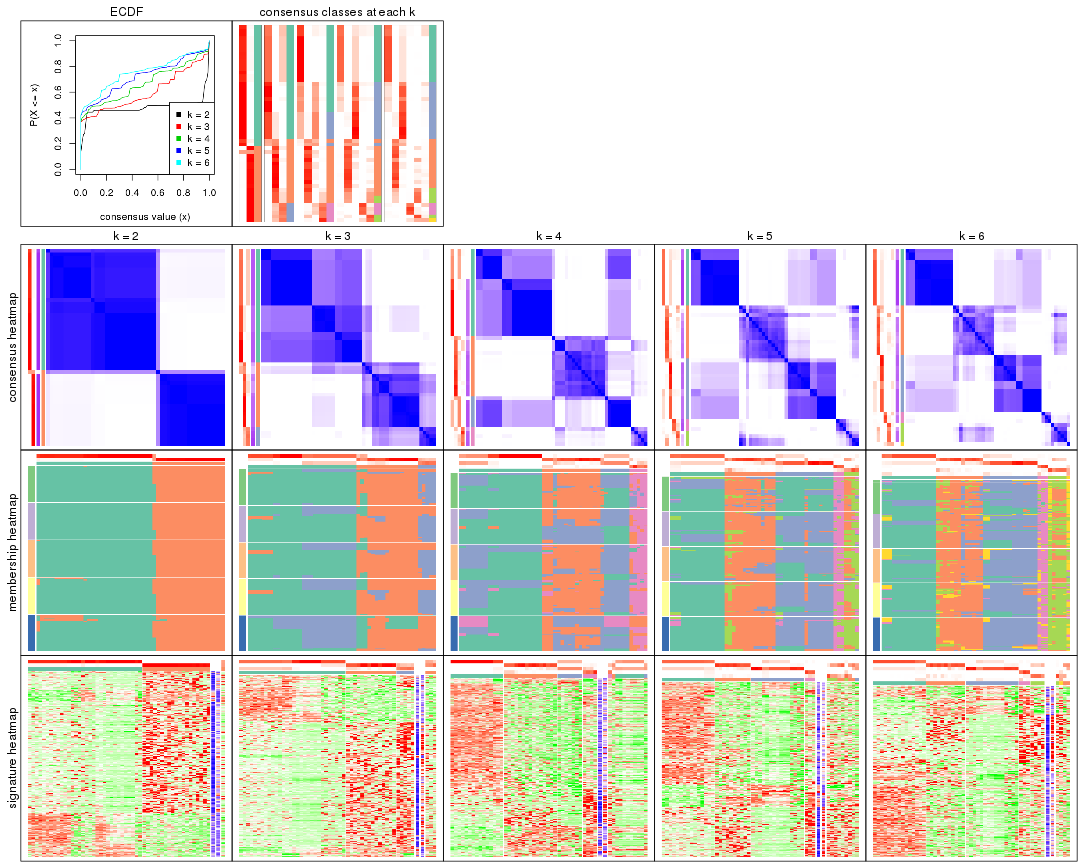 ECDF
consensus classes at each k
P(X <= x)
1.0
0.8
0.6
0.4
0.2
0.0
k = 2
k = 3
k = 4
k = 5
k = 6
0.0 0.2 0.4 0.6 0.8 1.0
consensus value (x)
k = 2
k = 3
k = 4
k = 5
k = 6
consensus heatmap
membership heatmap
signature heatmap